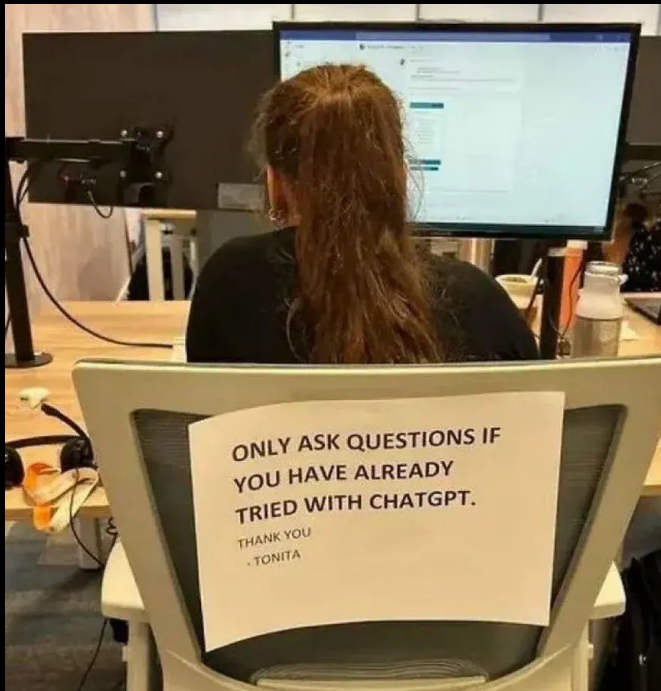 ONLY ASK QUESTIONS IF
YOU HAVE ALREADY
TRIED WITH CHATGPT.
THANK YOU
- TONITA